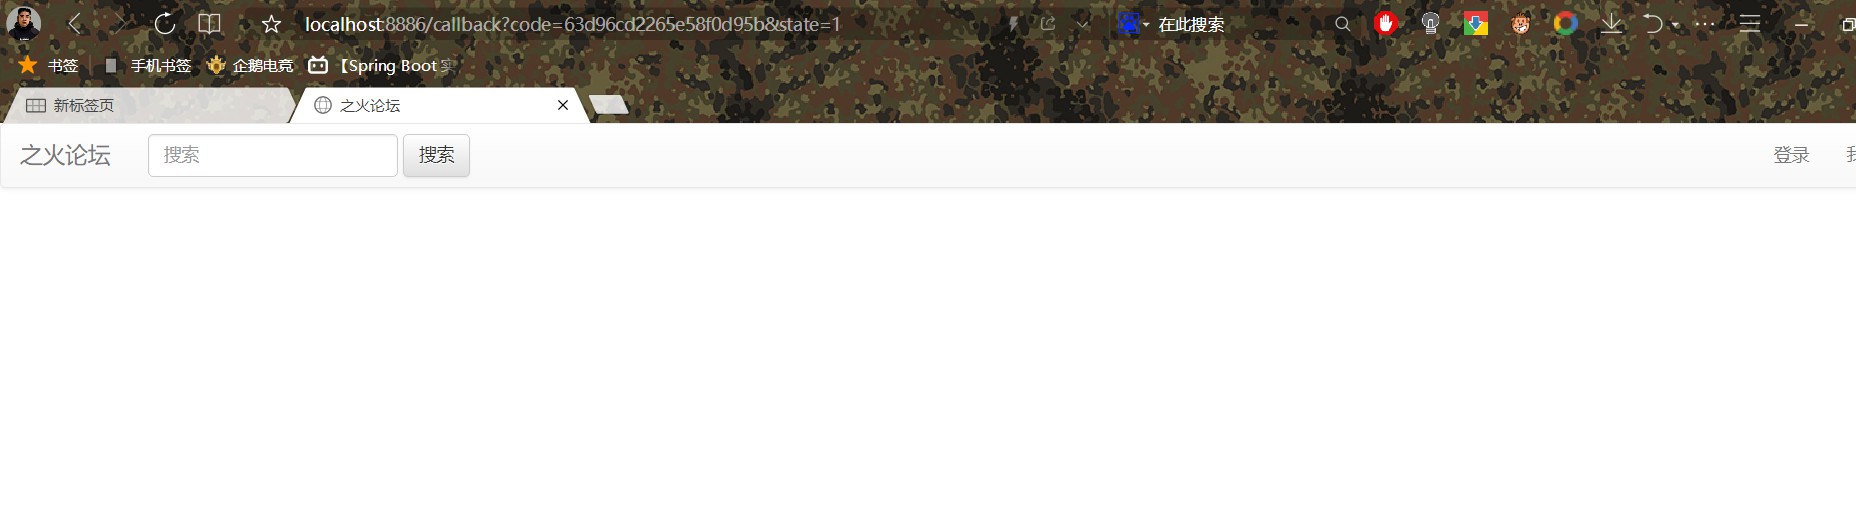 localhost:8886/callback?code=63d96cd2265e58f0d95b&state=1 在此搜索
书签 手机书签 企鹅电竞 【Spring Boot 实
新标签页 之火论坛
之火论坛 搜索 搜索 登录